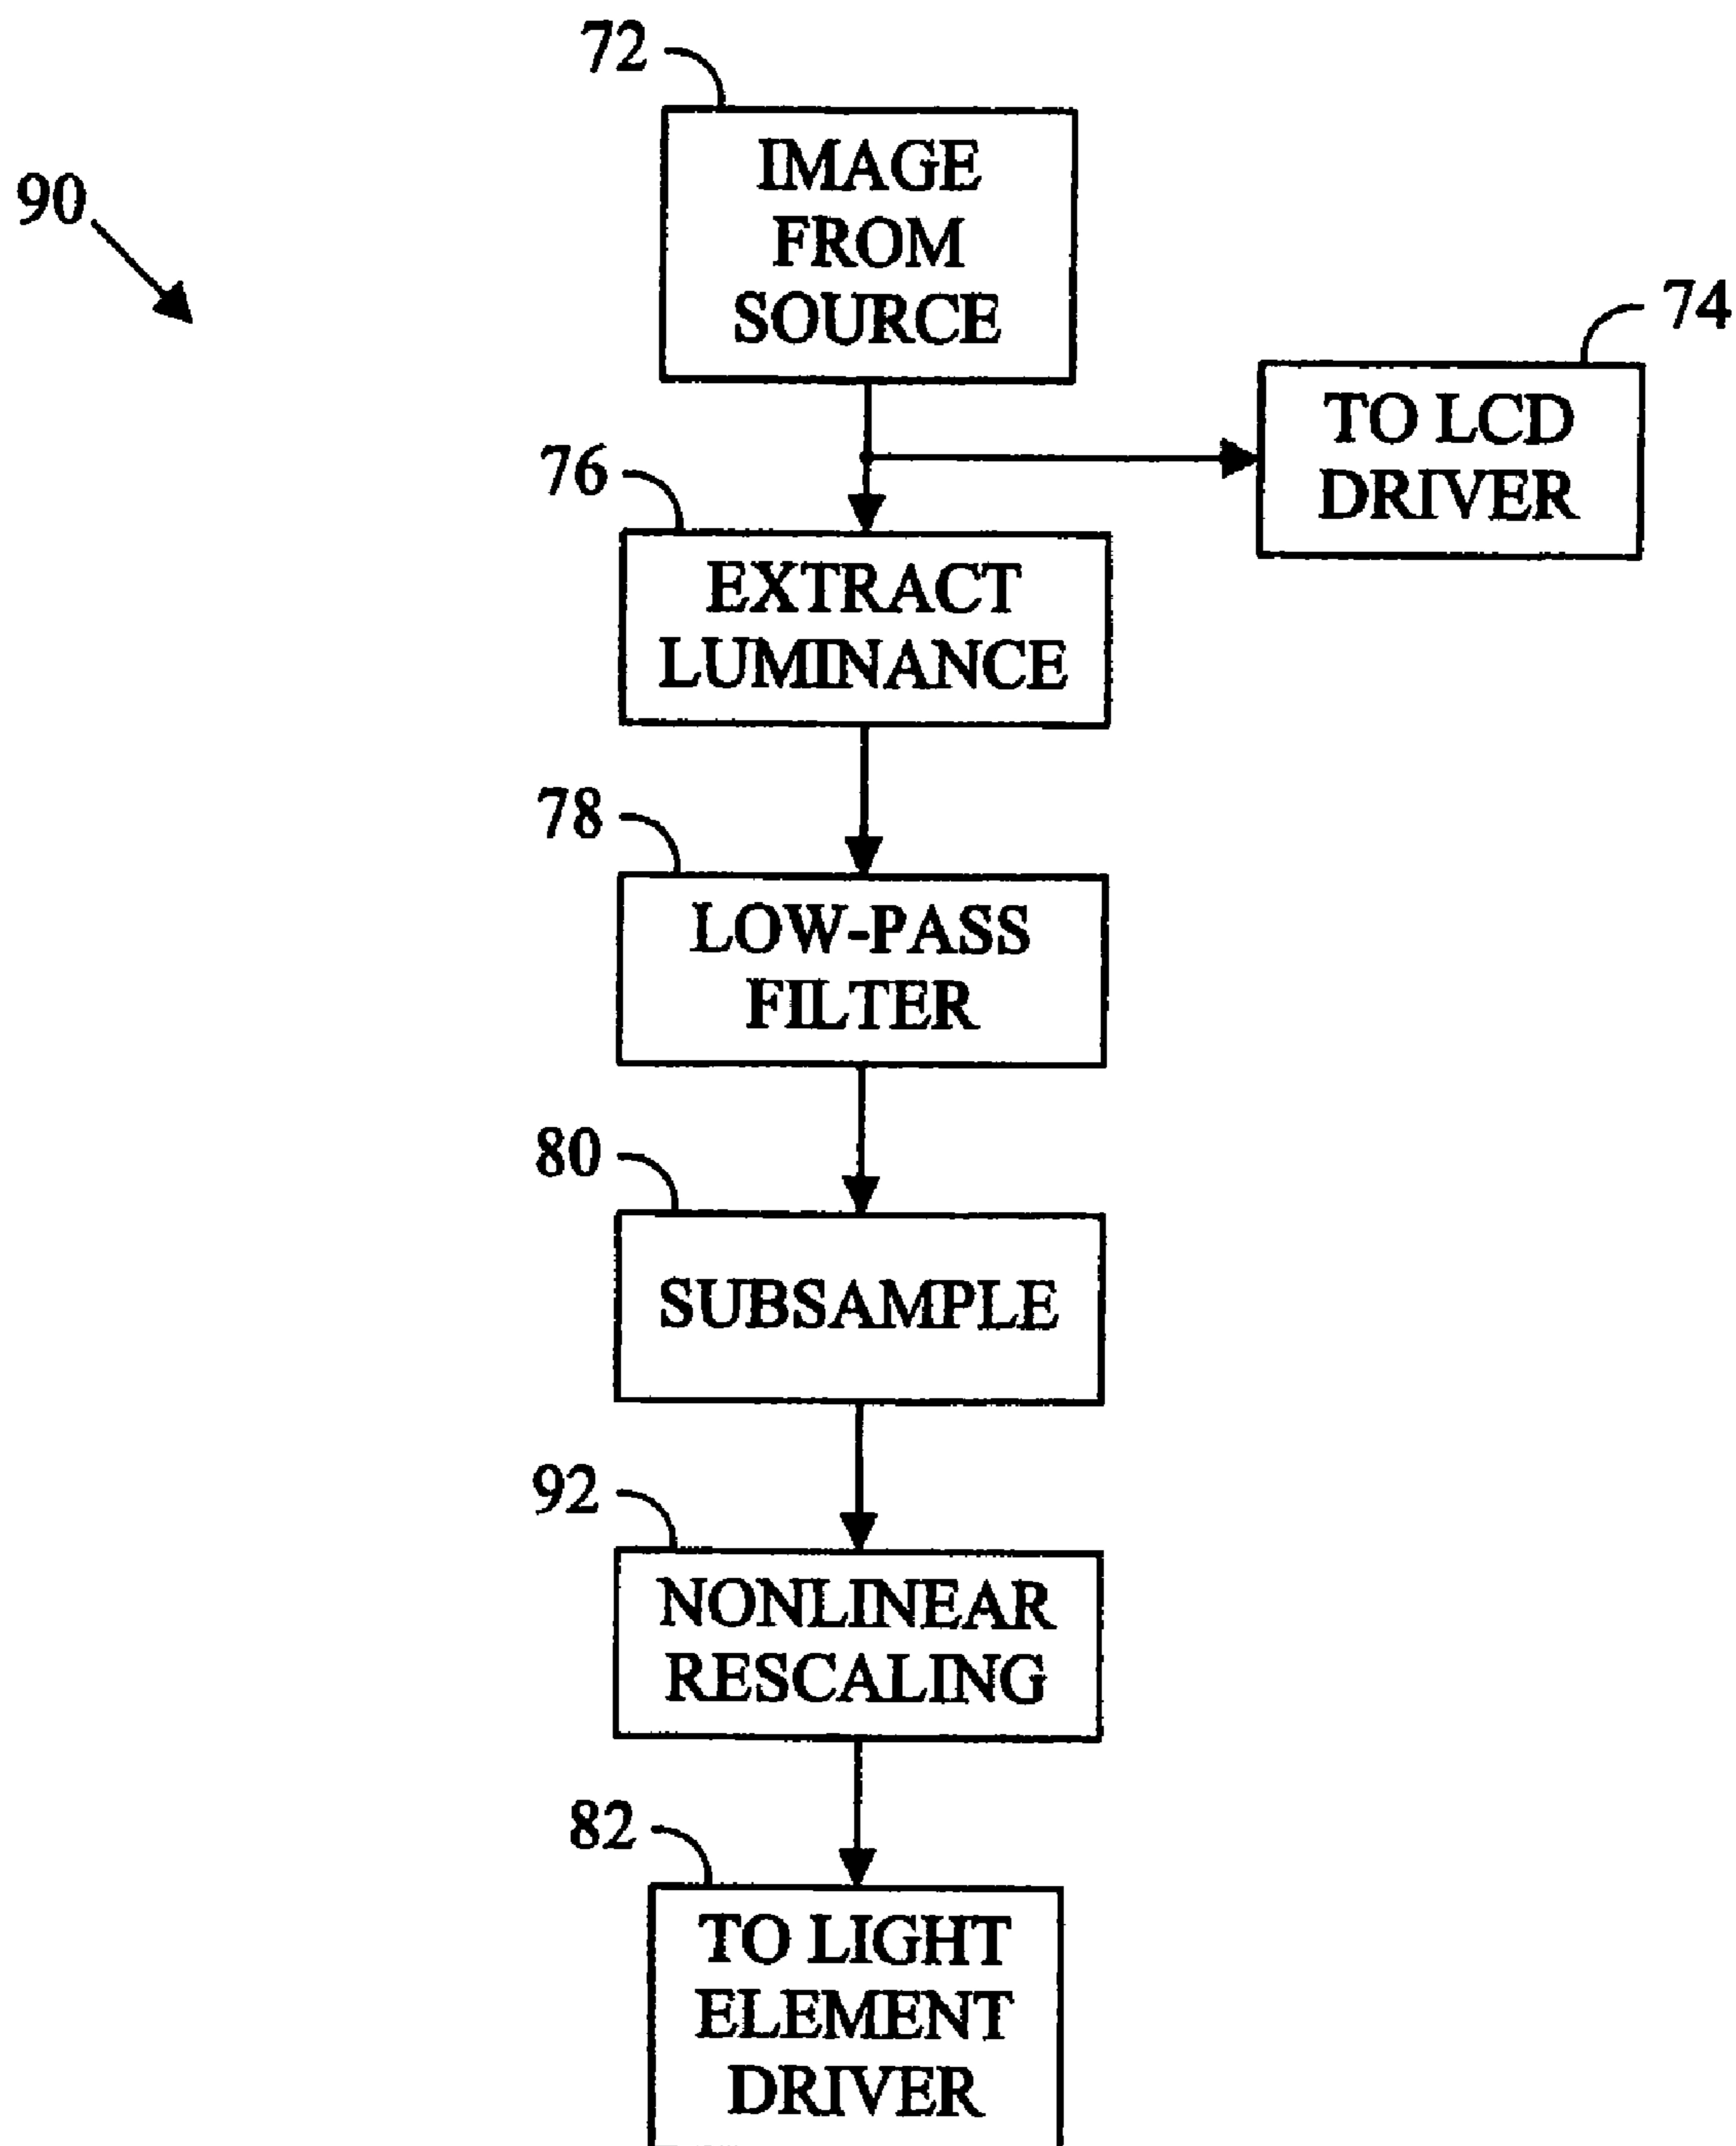 72
IMAGE
FROM
SOURCE
90
74
TO LCD
DRIVER
76
EXTRACT
LUMINANCE
78
LOW-PASS
FILTER
80
SUBSAMPLE
92
NONLINEAR
RESCALING
82
TO LIGHT
ELEMENT
DRIVER